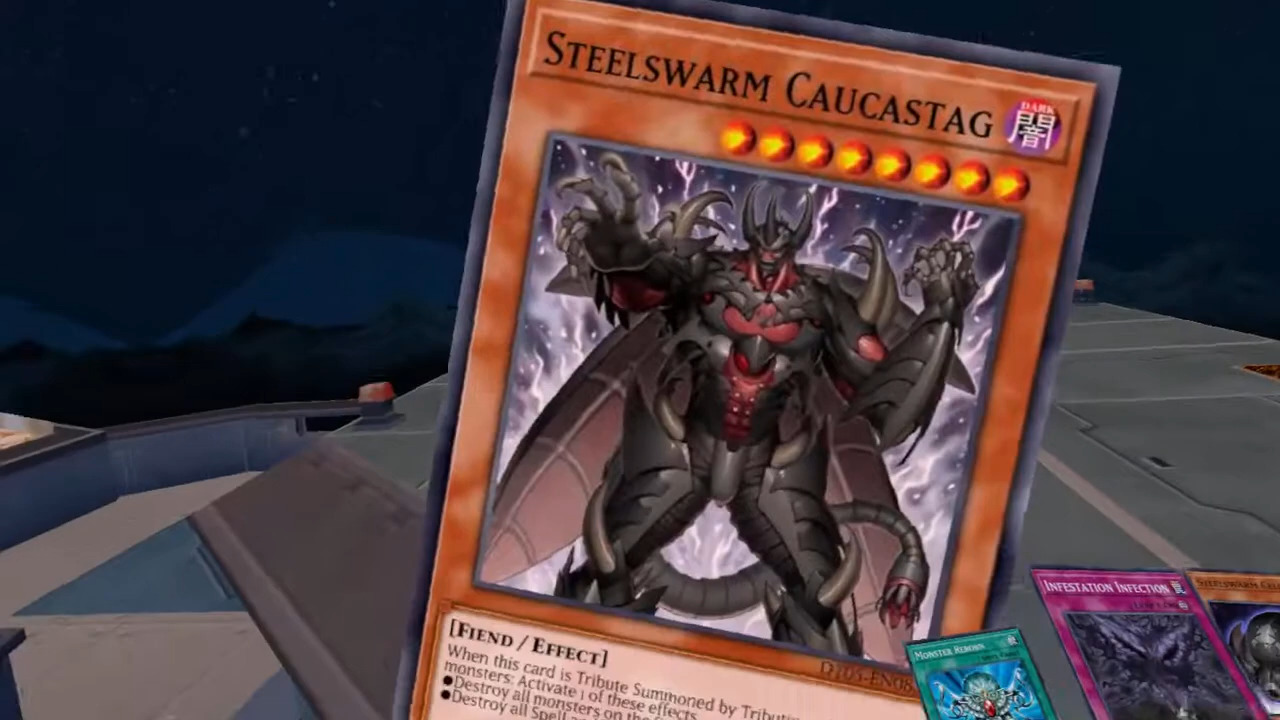 STEELSWARM CAUCASTAG
DARK
闇
[FIEND / EFFECT]
When this card is Tribute Summoned by
monsters: Activate 1 of these effects.
●Destroy all monsters on the
●Destroy all Spell
MONSTER REBORN
INFESTATION INFECTION
STEELSWARM